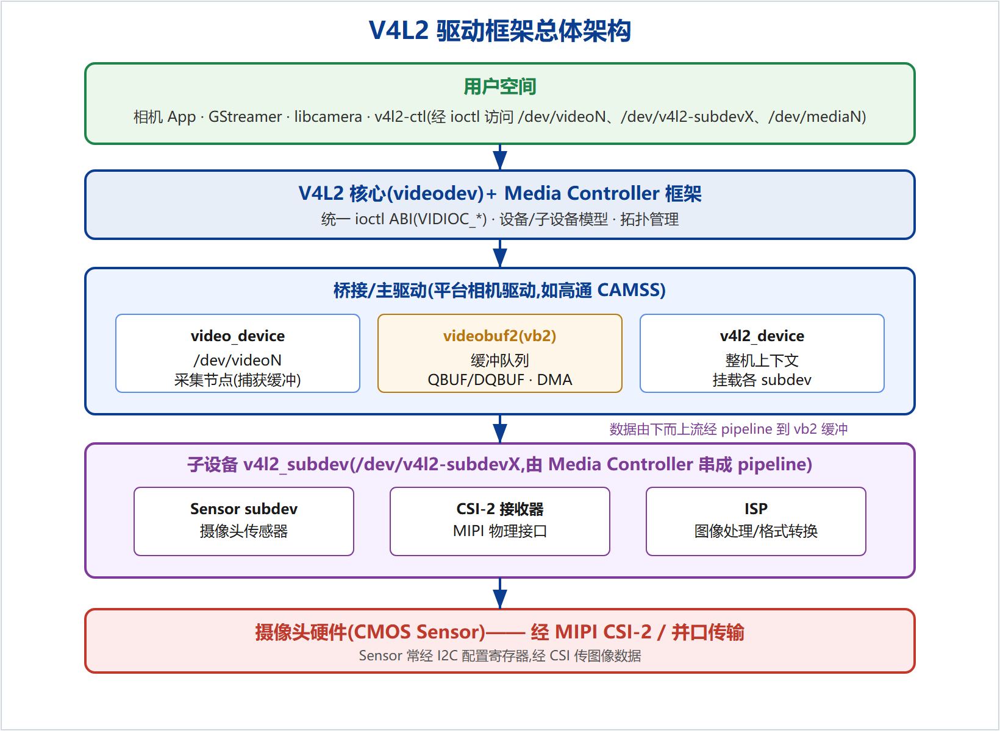 V4L2 驱动框架总体架构
用户空间
相机 App · GStreamer · libcamera · v4l2-ctl(经 ioctl 访问 /dev/videoN、/dev/v4l2-subdevX、/dev/mediaN)
V4L2 核心(videodev)+ Media Controller 框架
统一 ioctl ABI(VIDIOC_*) · 设备/子设备模型 · 拓扑管理
桥接/主驱动(平台相机驱动,如高通 CAMSS)
video_device
/dev/videoN
采集节点(捕获缓冲)
videobuf2(vb2)
缓冲队列
QBUF/DQBUF · DMA
v4l2_device
整机上下文
挂载各 subdev
数据由下而上流经 pipeline 到 vb2 缓冲
子设备 v4l2_subdev(/dev/v4l2-subdevX,由 Media Controller 串成 pipeline)
Sensor subdev
摄像头传感器
CSI-2 接收器
MIPI 物理接口
ISP
图像处理/格式转换
摄像头硬件(CMOS Sensor)—— 经 MIPI CSI-2 / 并口传输
Sensor 常经 I2C 配置寄存器,经 CSI 传图像数据